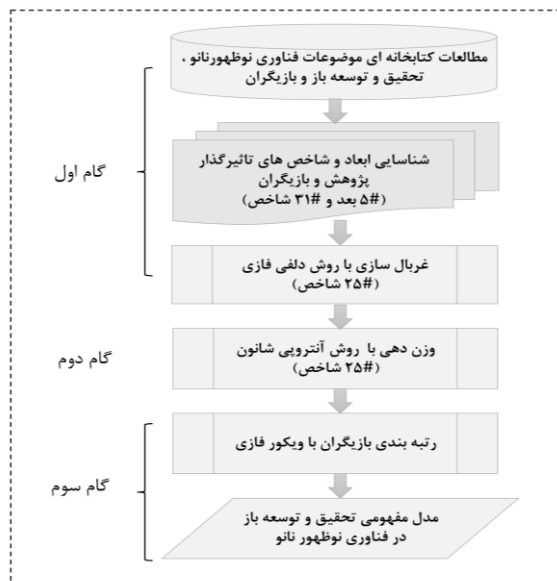 مطالعات کتابخانه ای موضوعات فناوری نوظهورنانو ،
تحقیق و توسعه باز و بازیگران
گام اول
شناسایی ابعاد و شاخص های تاثیرگذار
پژوهش و بازیگران
(#۵ بعد و #۳۱ شاخص)
غربال سازی با روش دلفی فازی
(#۲۵ شاخص)
گام دوم
وزن دهی با روش آنتروپی شانون
(#۲۵ شاخص)
گام سوم
رتبه بندی بازیگران با ویکور فازی
مدل مفهومی تحقیق و توسعه باز
در فناوری نوظهور نانو